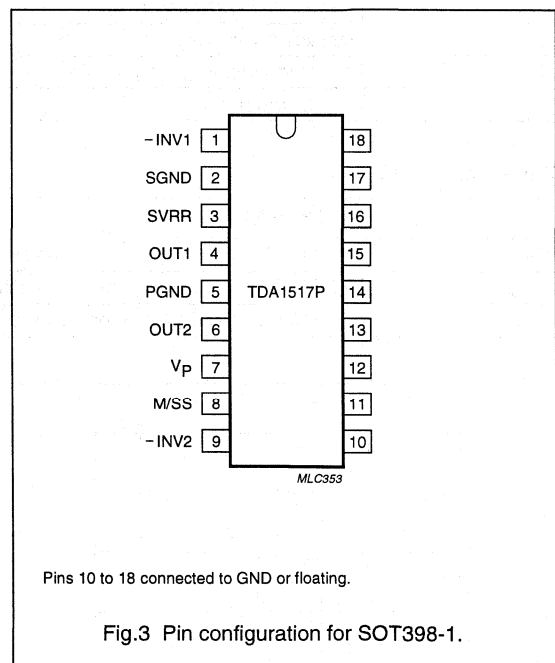 -INV1 1 18
SGND 2 17
SVRR 3 16
OUT1 4 15
PGND 5 TDA1517P 14
OUT2 6 13
VP 7 12
M/SS 8 11
-INV2 9 10
MLC353
Pins 10 to 18 connected to GND or floating.
Fig.3 Pin configuration for SOT398-1.